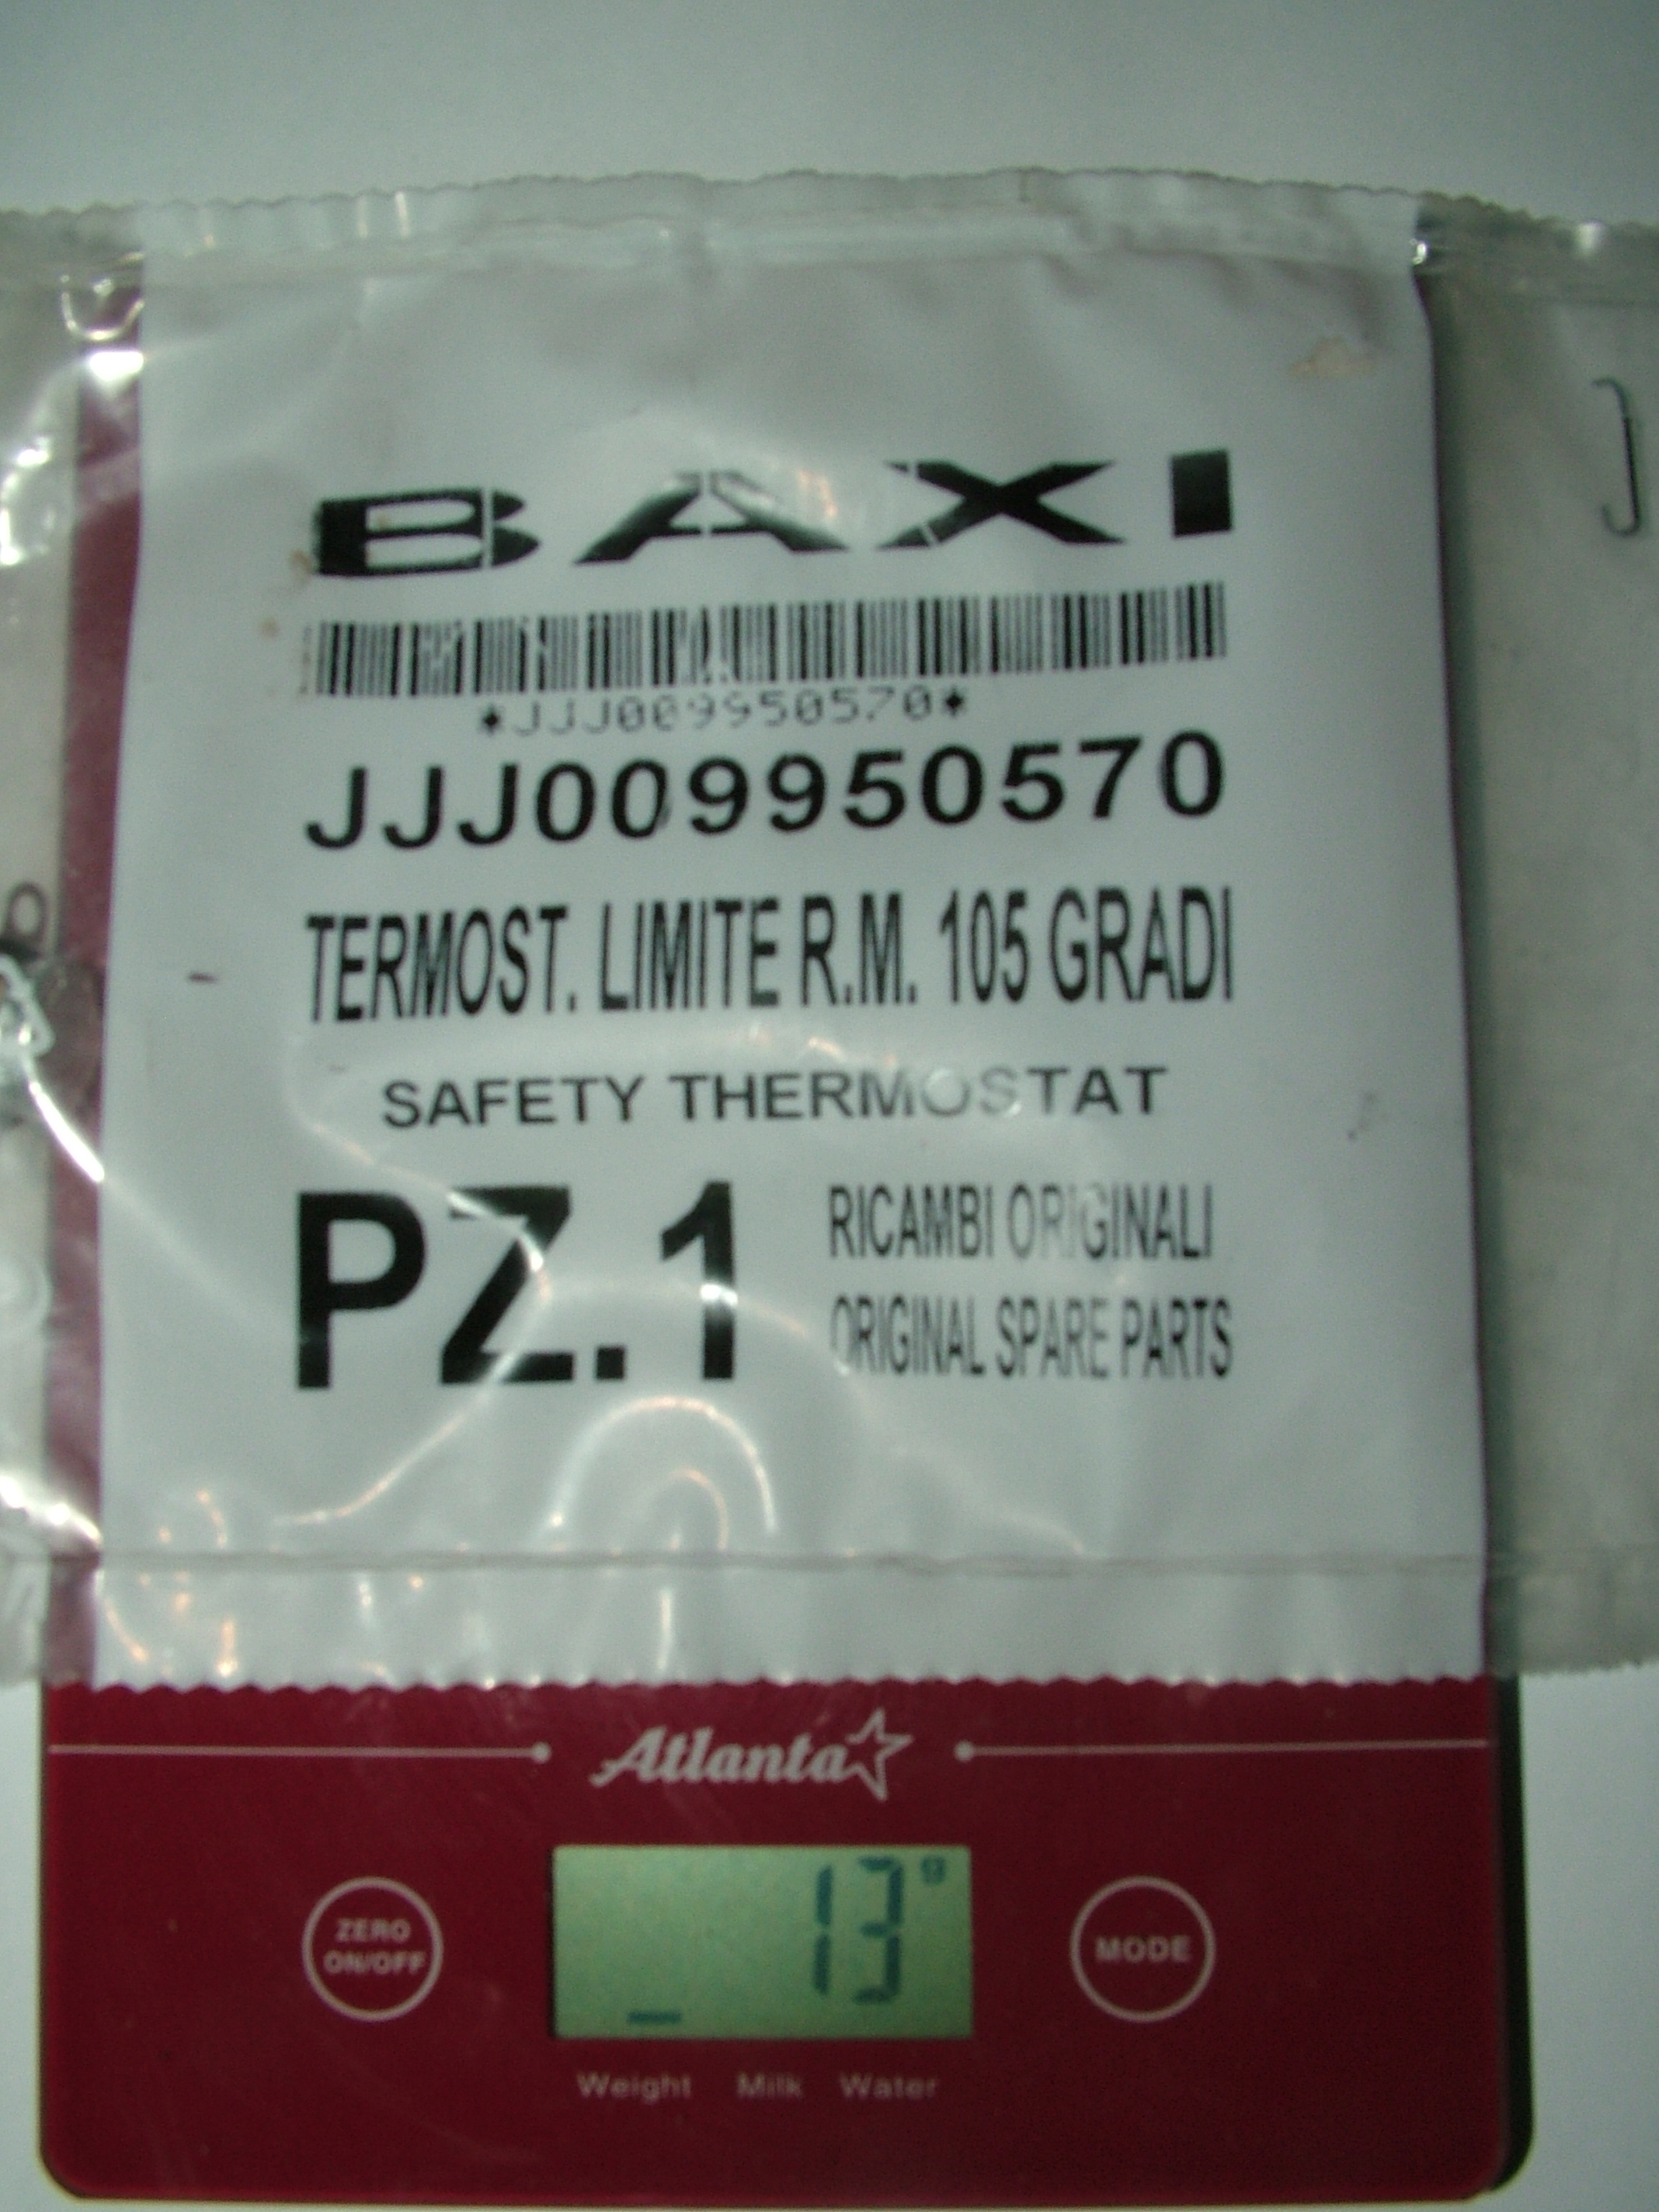 BAXI
*JJJ009950570*
JJJ009950570
TERMOST. LIMITE R.M. 105 GRADI
SAFETY THERMOSTAT
PZ.1
RICAMBI ORIGINALI
ORIGINAL SPARE PARTS
Atlanta
ZERO
ON/OFF
13 g
MODE
Weight Milk Water